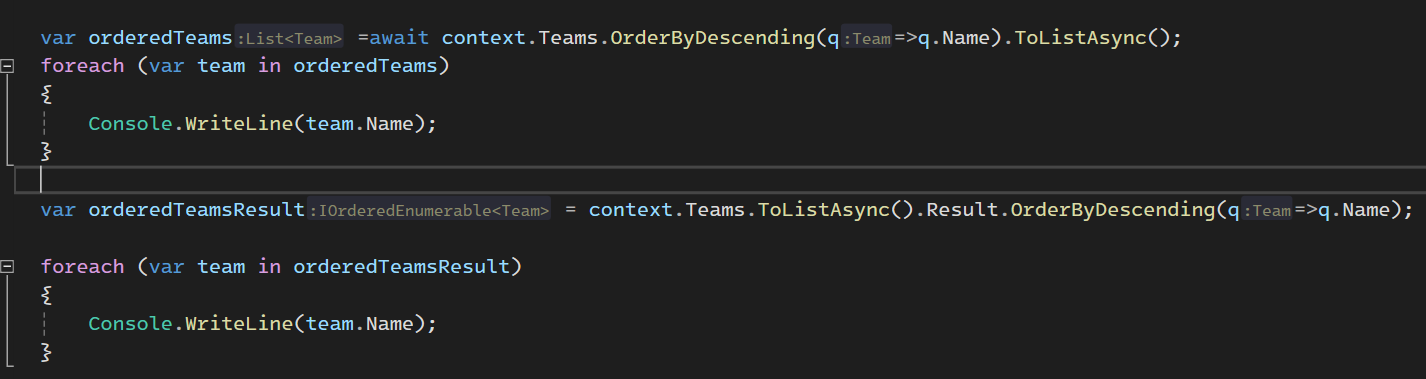 var orderedTeams:List<Team> =await context.Teams.OrderByDescending(q:Team=>q.Name).ToListAsync();
foreach (var team in orderedTeams)
{
Console.WriteLine(team.Name);
}
var orderedTeamsResult:IOrderedEnumerable<Team> = context.Teams.ToListAsync().Result.OrderByDescending(q:Team=>q.Name);
foreach (var team in orderedTeamsResult)
{
Console.WriteLine(team.Name);
}